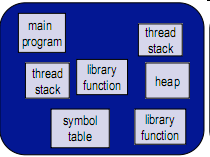 main
program
thread
stack
thread
stack
library
function
heap
symbol
table
library
function